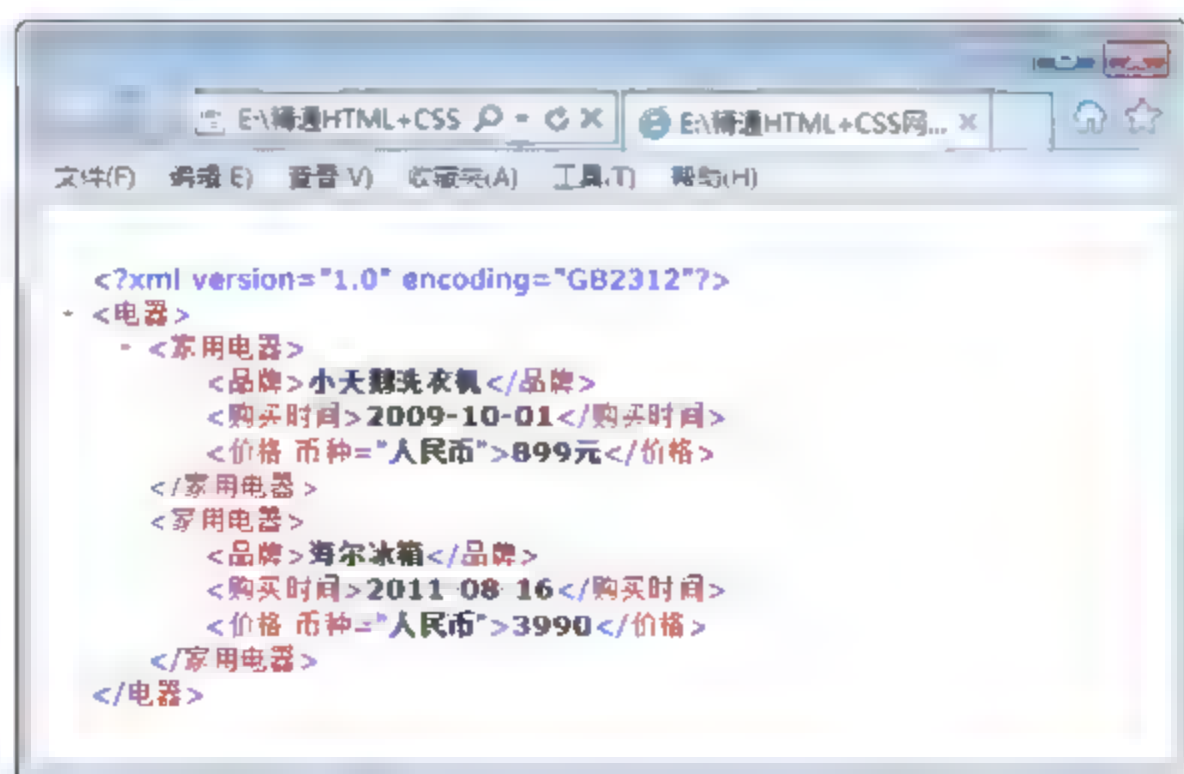 E:\精通HTML+CSS
E:\精通HTML+CSS网...
文件(F) 编辑(E) 查看(V) 收藏夹(A) 工具(T) 帮助(H)
<?xml version="1.0" encoding="GB2312"?>
- <电器>
- <家用电器>
<品牌>小天鹅洗衣机</品牌>
<购买时间>2009-10-01</购买时间>
<价格 币种="人民币">899元</价格>
</家用电器>
<家用电器>
<品牌>海尔冰箱</品牌>
<购买时间>2011-08-16</购买时间>
<价格 币种="人民币">3990</价格>
</家用电器>
</电器>